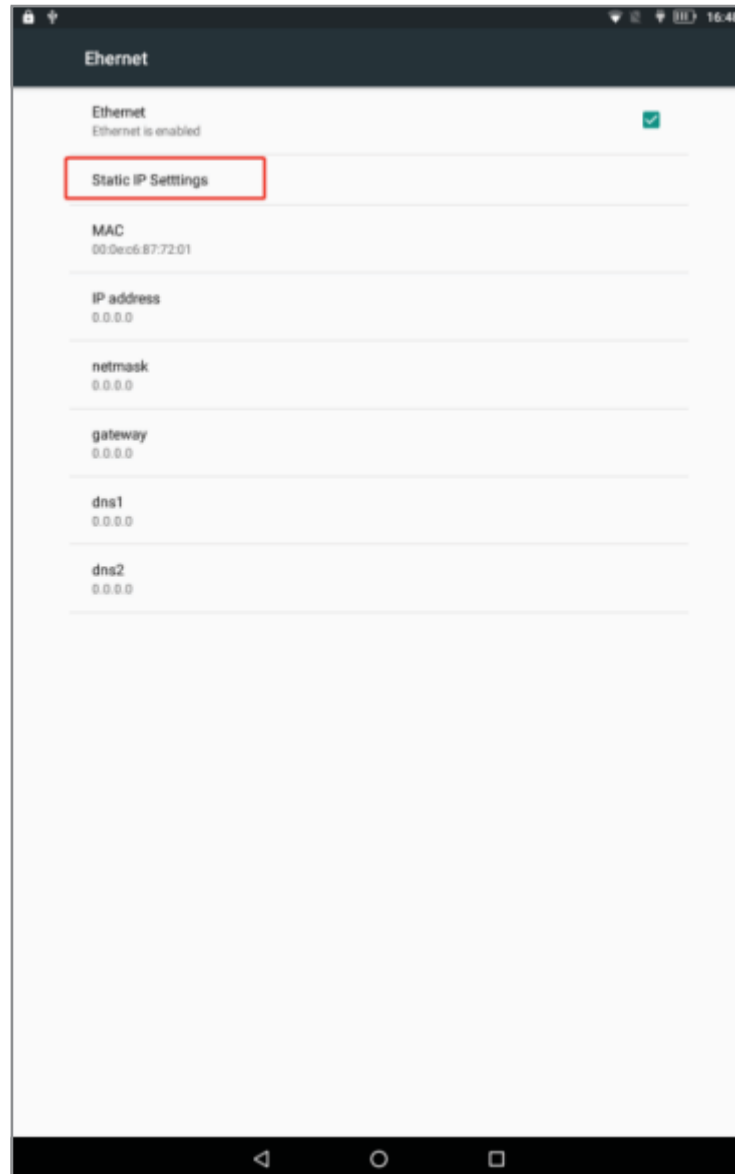 16:48
Ehernet
Ethernet
Ethernet is enabled
Static IP Setttings
MAC
00:0e:c6:87:72:01
IP address
0.0.0.0
netmask
0.0.0.0
gateway
0.0.0.0
dns1
0.0.0.0
dns2
0.0.0.0